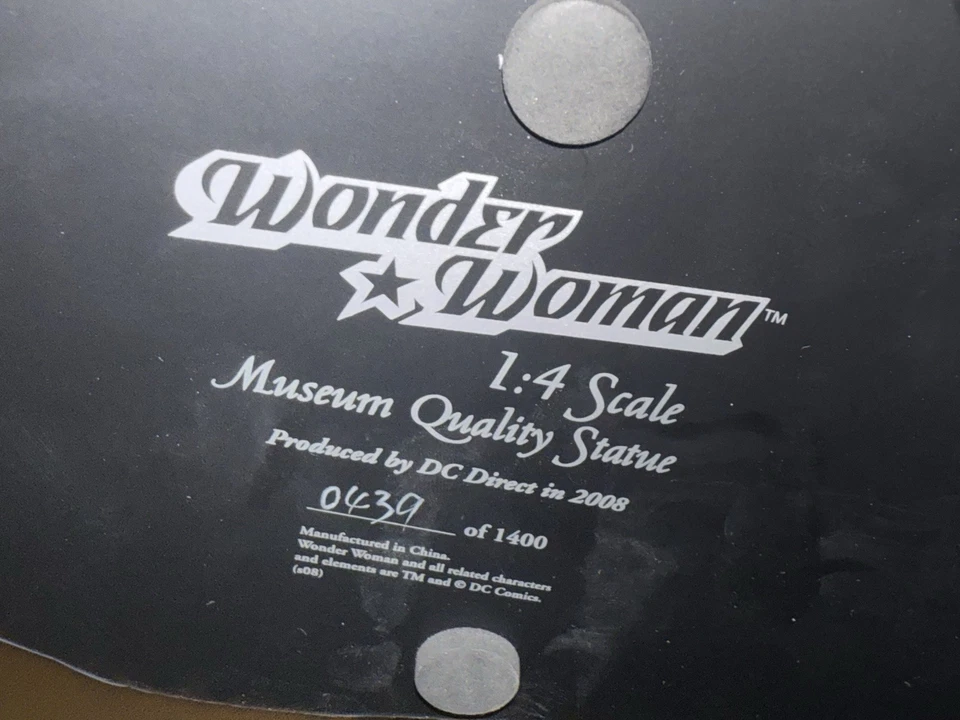 Wonder
Woman™
1:4 Scale
Museum Quality Statue
Produced by DC Direct in 2008
0439 of 1400
Manufactured in China.
Wonder Woman and all related characters
and elements are TM and © DC Comics.
(s08)